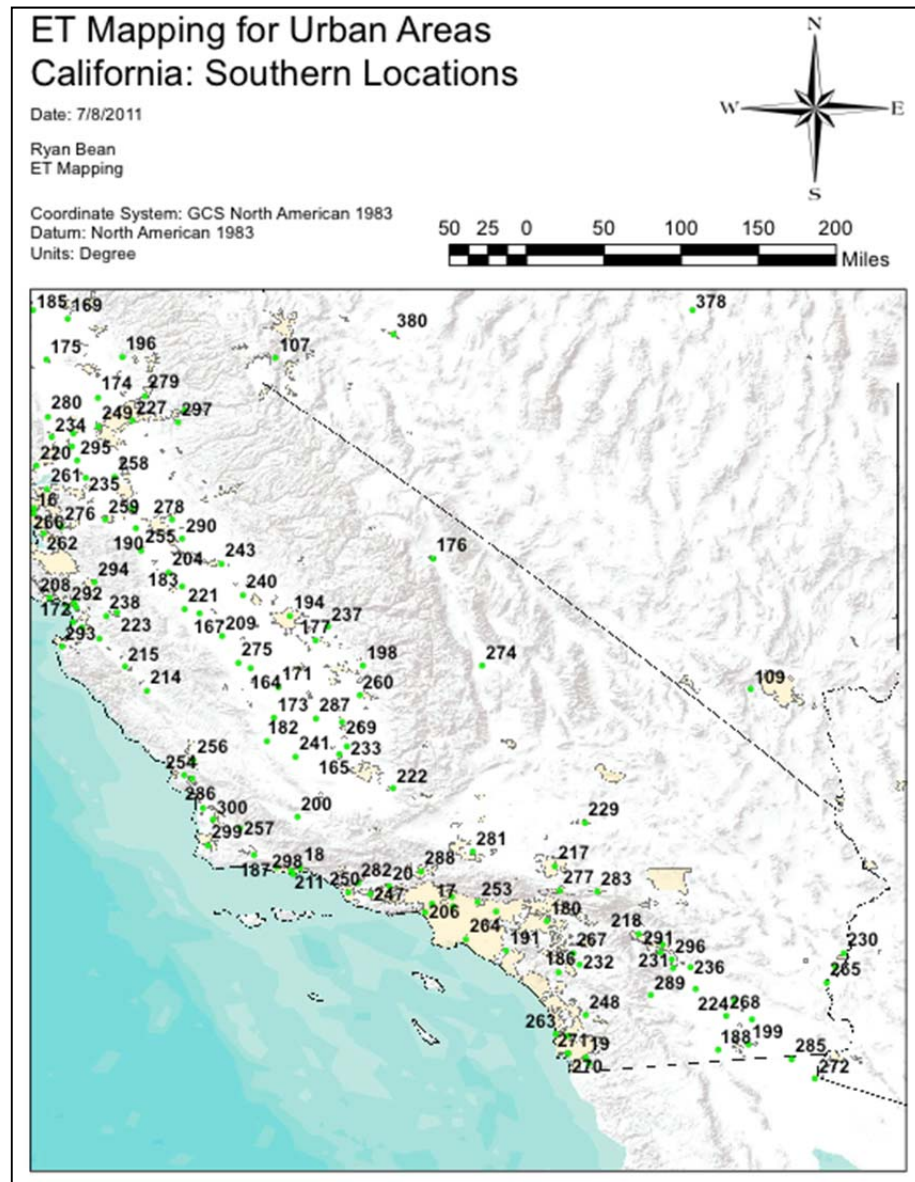 ET Mapping for Urban Areas
California: Southern Locations
N
W E
S
Date: 7/8/2011
Ryan Bean
ET Mapping
Coordinate System: GCS North American 1983
Datum: North American 1983
Units: Degree
50 25 0 50 100 150 200
Miles
185 169
380
378
107
175 196
174 279
280 249 227 297
234
295
220 258
261 235
16 276 259 278
266 290
262 190 255
204 243
176
294 183 240
208 292
172 238 221 194 237
293 223 167 209 177
215 275 198 274
214 164 171 260
109
173 287
182 269
241 233
256 165
254 222
286 300 200
299 257
229
281
217
187 298 18 288
211 250 282 20 277 283
247 17 253
206 180
218
264 191 267 291 296
230
186 232 231 236
265
289
248 224 268
263 199
271 19 188
270 285
272